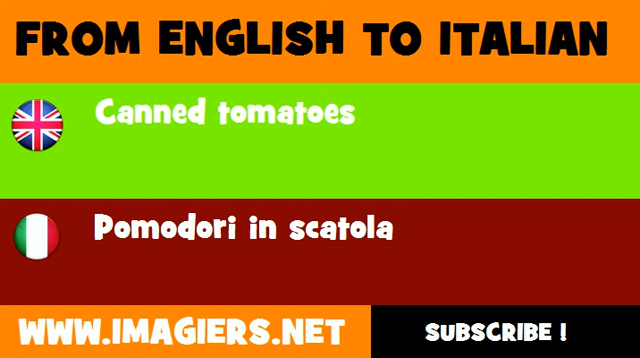 FROM ENGLISH TO ITALIAN
Canned tomatoes
Pomodori in scatola
WWW.IMAGIERS.NET
SUBSCRIBE !